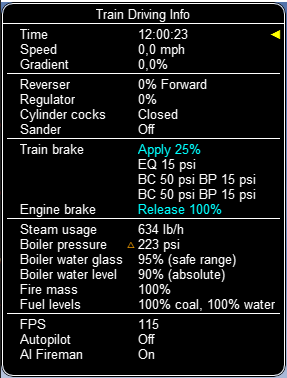 Train Driving Info
Time 12:00:23
Speed 0,0 mph
Gradient 0,0%
Reverser 0% Forward
Regulator 0%
Cylinder cocks Closed
Sander Off
Train brake Apply 25%
EQ 15 psi
BC 50 psi BP 15 psi
BC 50 psi BP 15 psi
Engine brake Release 100%
Steam usage 634 lb/h
Boiler pressure △ 223 psi
Boiler water glass 95% (safe range)
Boiler water level 90% (absolute)
Fire mass 100%
Fuel levels 100% coal, 100% water
FPS 115
Autopilot Off
AI Fireman On